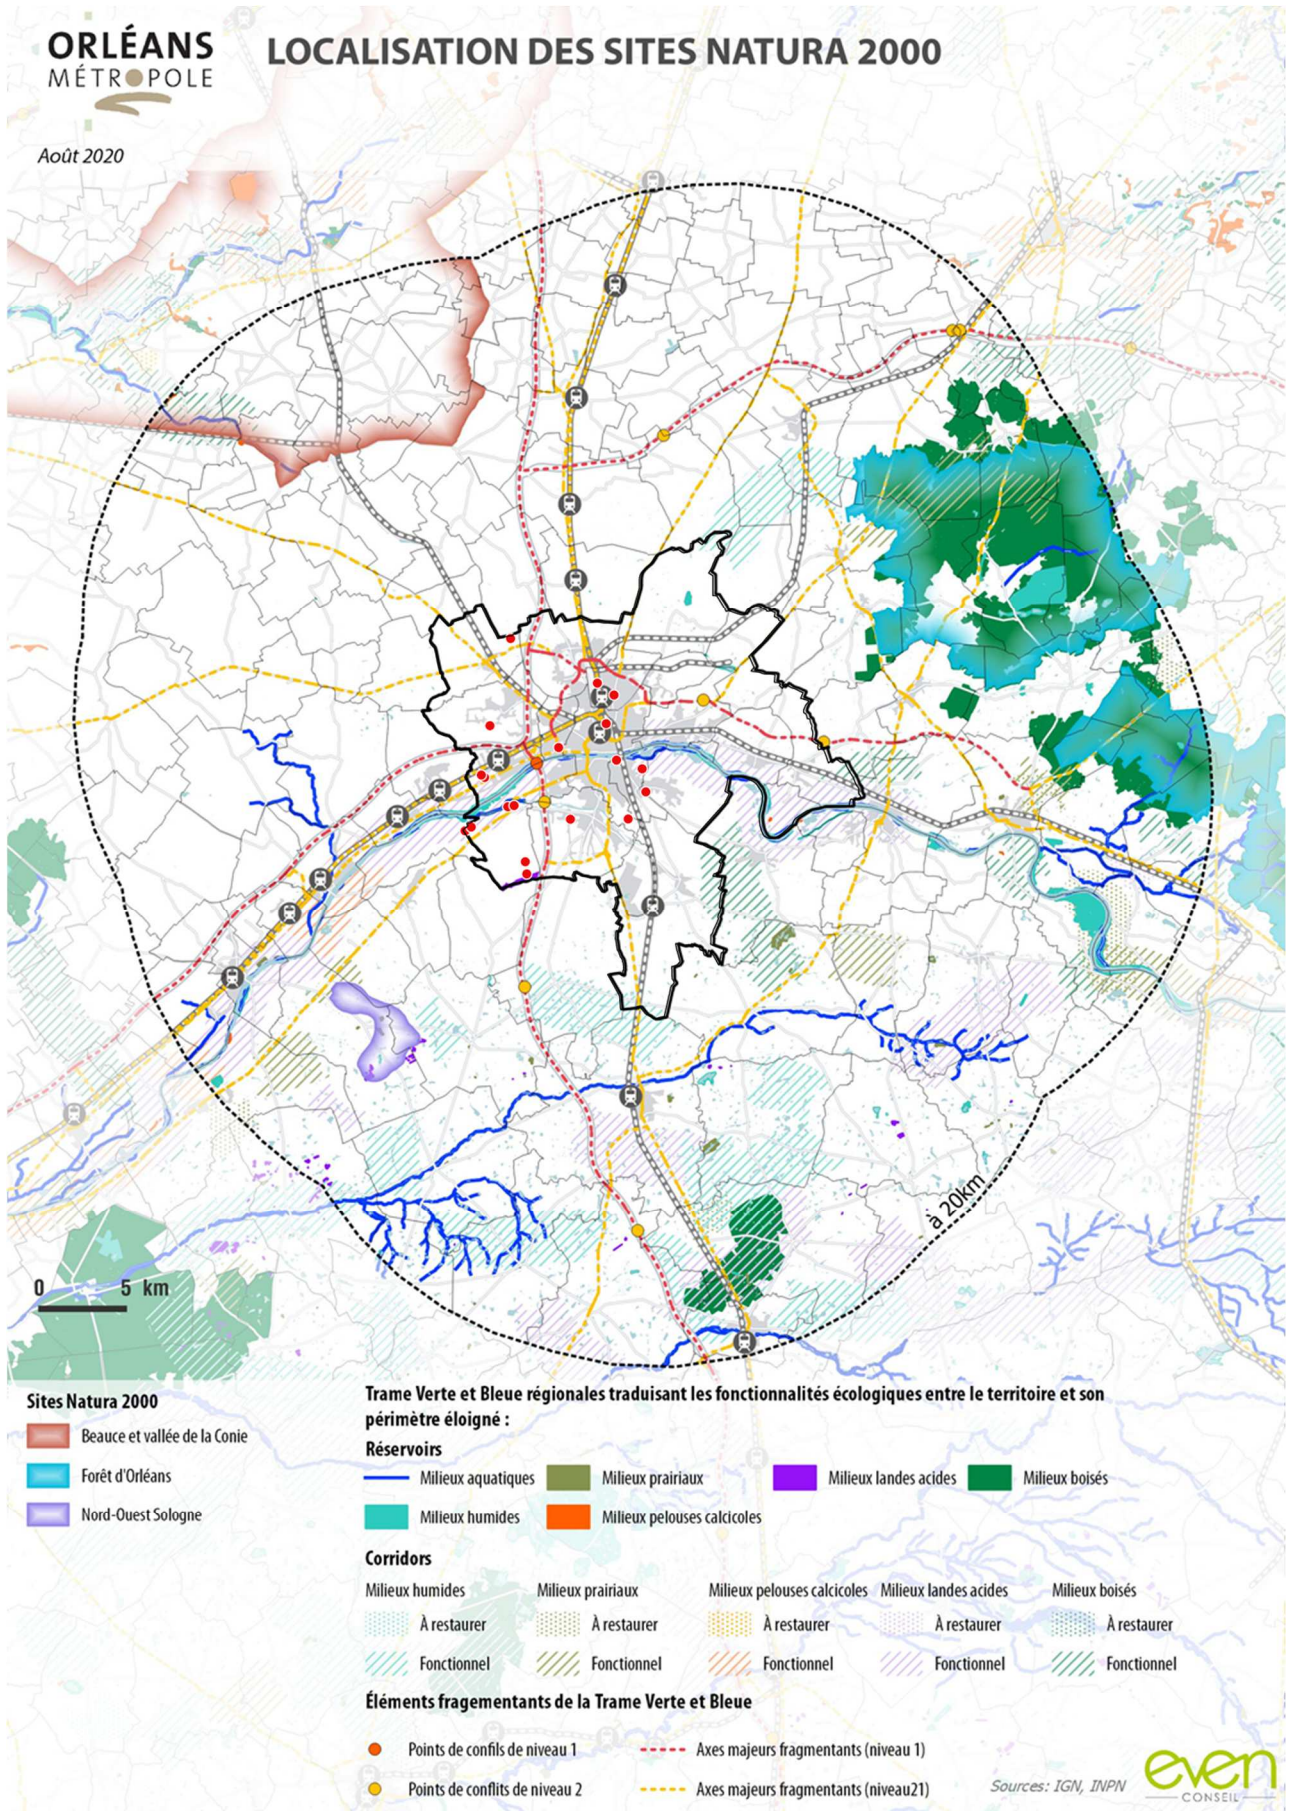 ORLÉANS
MÉTROPOLE
LOCALISATION DES SITES NATURA 2000
Août 2020
à 20km
0 5 km
Sites Natura 2000
Beauce et vallée de la Conie
Forêt d'Orléans
Nord-Ouest Sologne
Trame Verte et Bleue régionales traduisant les fonctionnalités écologiques entre le territoire et son
périmètre éloigné :
Réservoirs
Milieux aquatiques Milieux prairiaux Milieux landes acides Milieux boisés
Milieux humides Milieux pelouses calcicoles
Corridors
Milieux humides Milieux prairiaux Milieux pelouses calcicoles Milieux landes acides Milieux boisés
À restaurer À restaurer À restaurer À restaurer À restaurer
Fonctionnel Fonctionnel Fonctionnel Fonctionnel Fonctionnel
Éléments fragementants de la Trame Verte et Bleue
Points de confils de niveau 1 Axes majeurs fragmentants (niveau 1)
Points de conflits de niveau 2 Axes majeurs fragmentants (niveau21)
Sources: IGN, INPN
even
CONSEIL